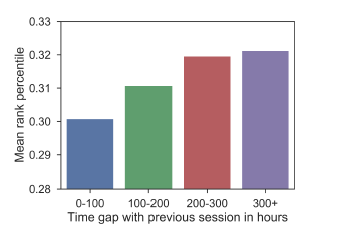 0.33
0.32
0.31
0.30
0.29
0.28
Mean rank percentile
0-100 100-200 200-300 300+
Time gap with previous session in hours